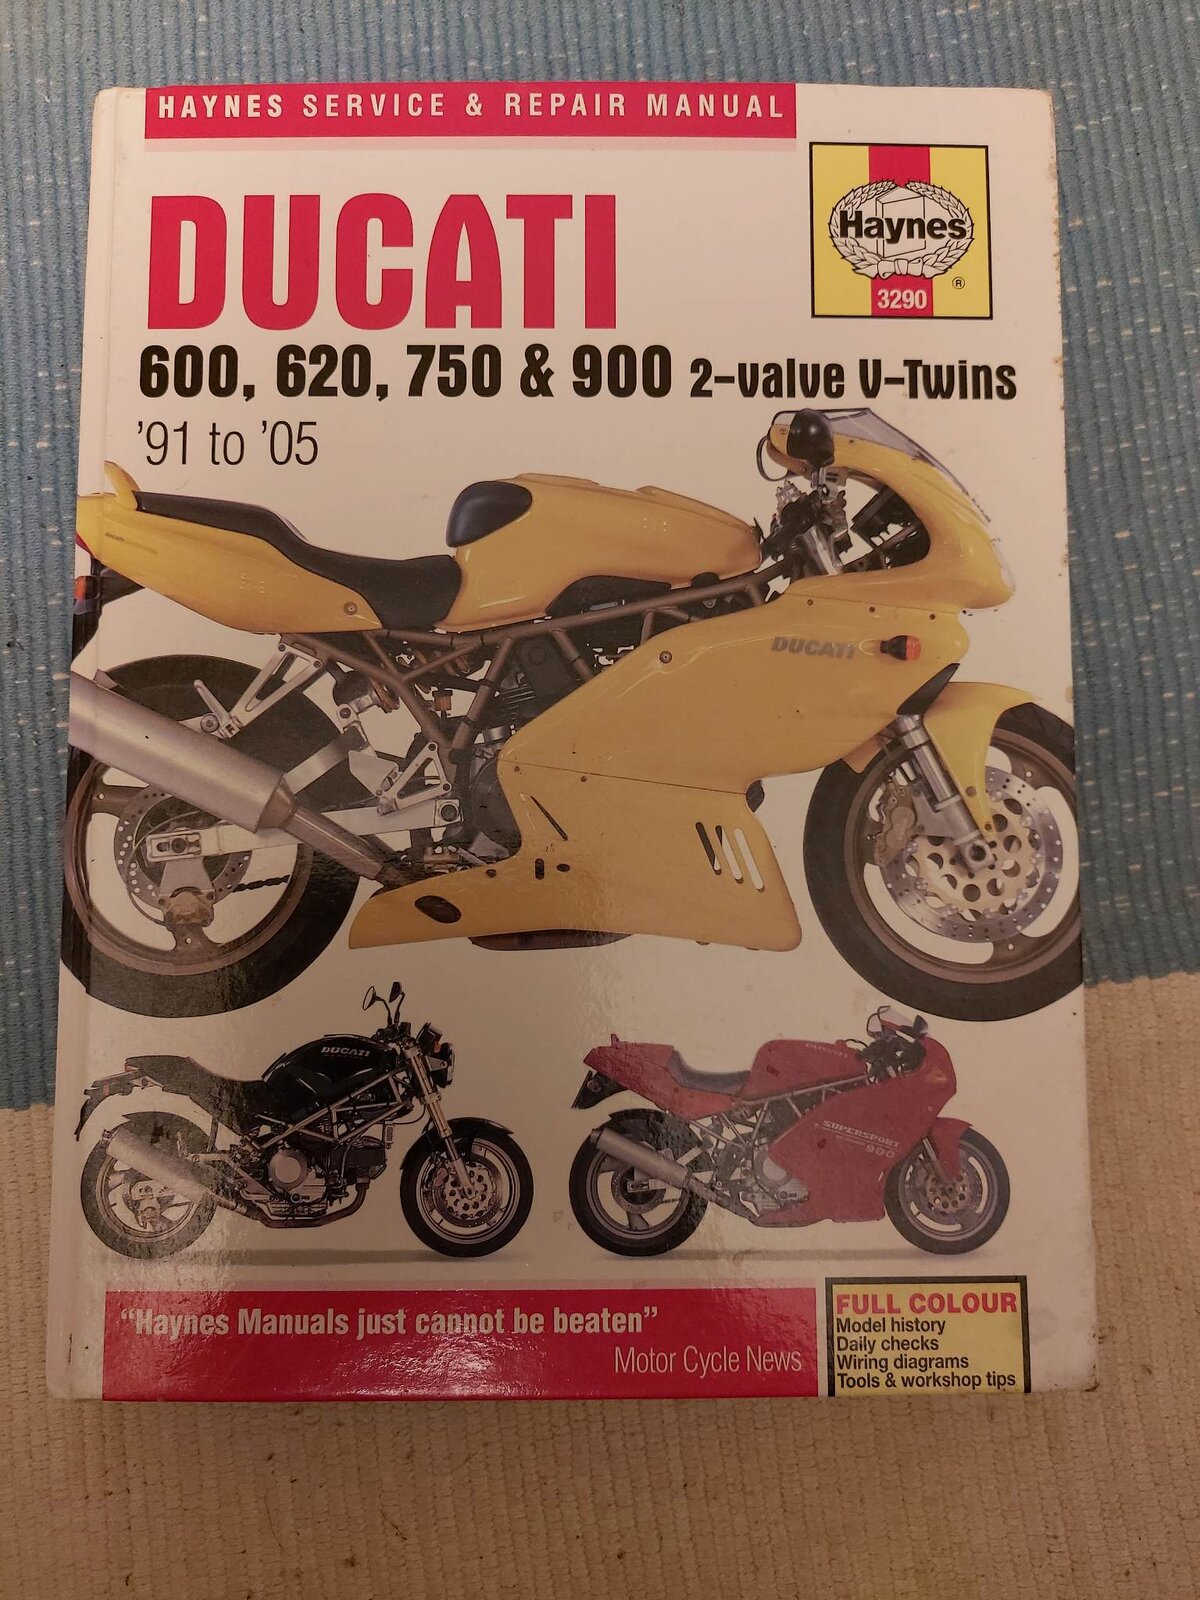 HAYNES SERVICE & REPAIR MANUAL
Haynes
®
3290
DUCATI
600, 620, 750 & 900 2-valve V-Twins
'91 to '05
DUCATI
DUCATI
SUPERSPORT
900
"Haynes Manuals just cannot be beaten"
Motor Cycle News
FULL COLOUR
Model history
Daily checks
Wiring diagrams
Tools & workshop tips